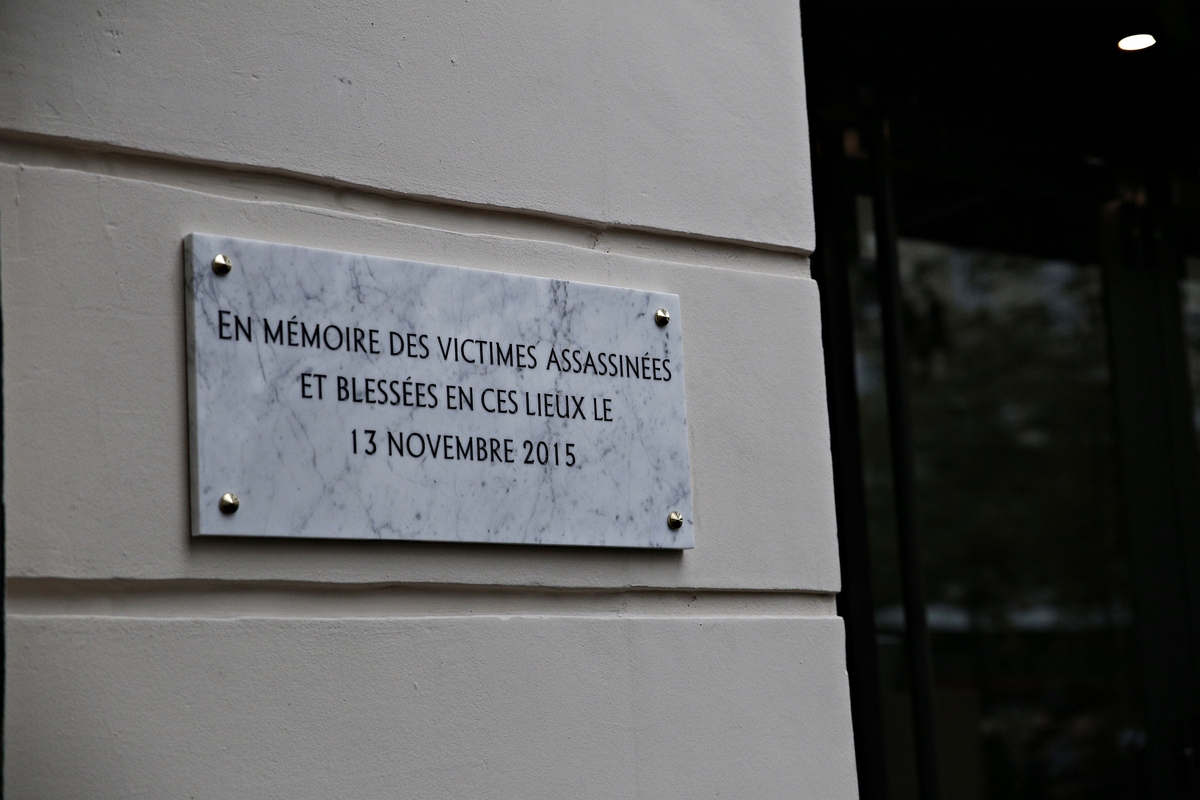 EN MÉMOIRE DES VICTIMES ASSASSINÉES
ET BLESSÉES EN CES LIEUX LE
13 NOVEMBRE 2015